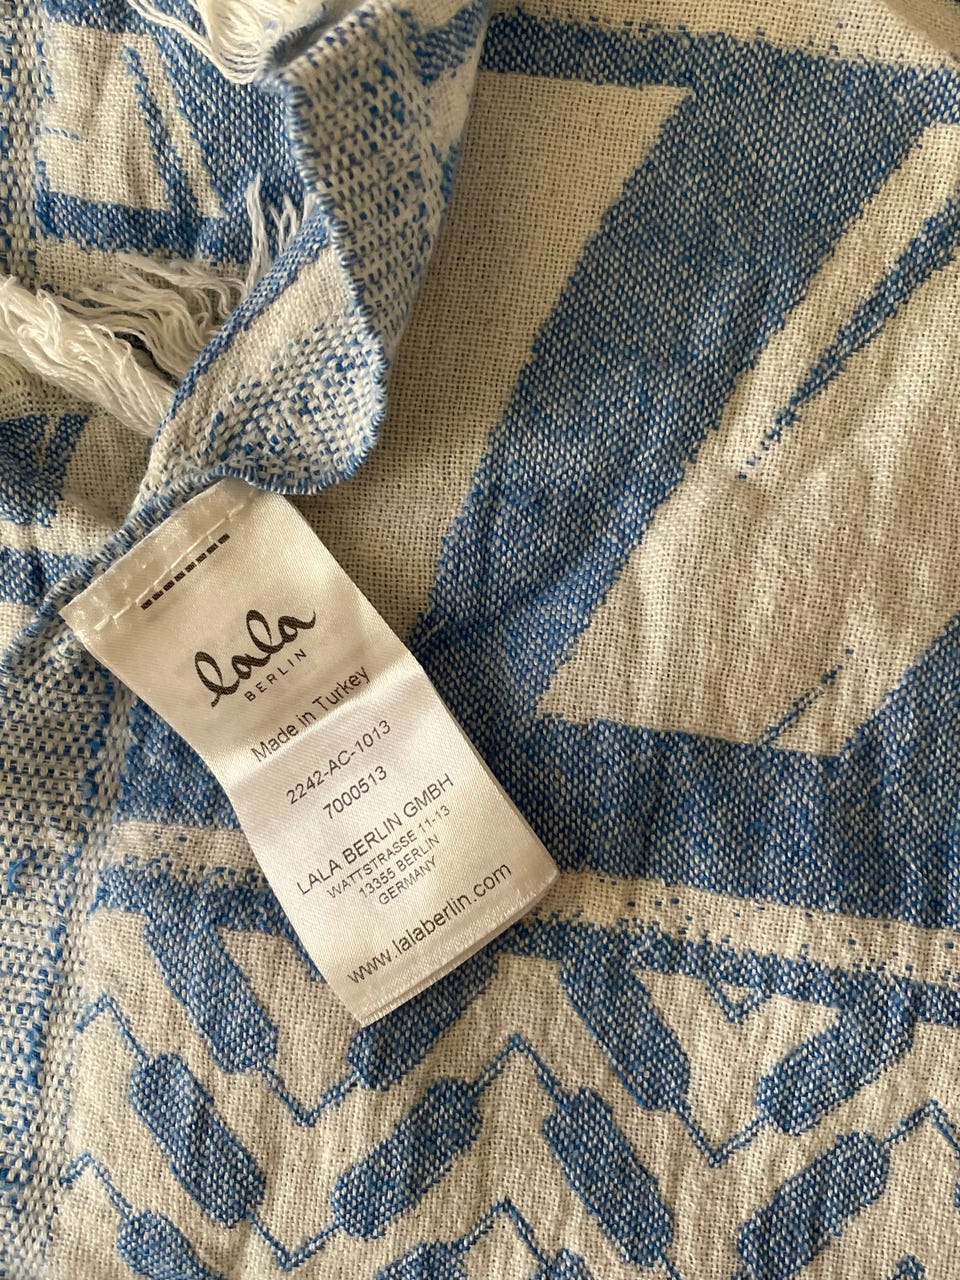 lala
BERLIN
Made in Turkey
2242-AC-1013
7000513
LALA BERLIN GMBH
WATTSTRASSE 11-13
13355 BERLIN
GERMANY
www.lalaberlin.com